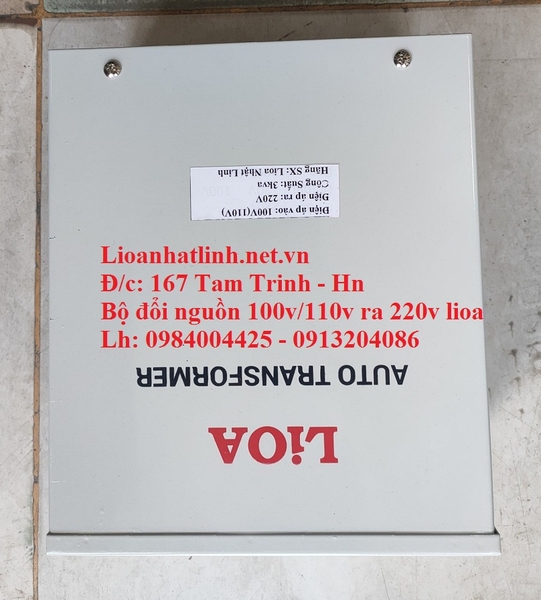 Điện áp vào: 100V(110V)
Điện áp ra: 220V
Công Suất: 3kva
Hãng SX: Lioa Nhật Linh
Lioanhatlinh.net.vn
Đ/c: 167 Tam Trinh - Hn
Bộ đổi nguồn 100v/110v ra 220v lioa
Lh: 0984004425 - 0913204086
AUTO TRANSFORMER
LiOA